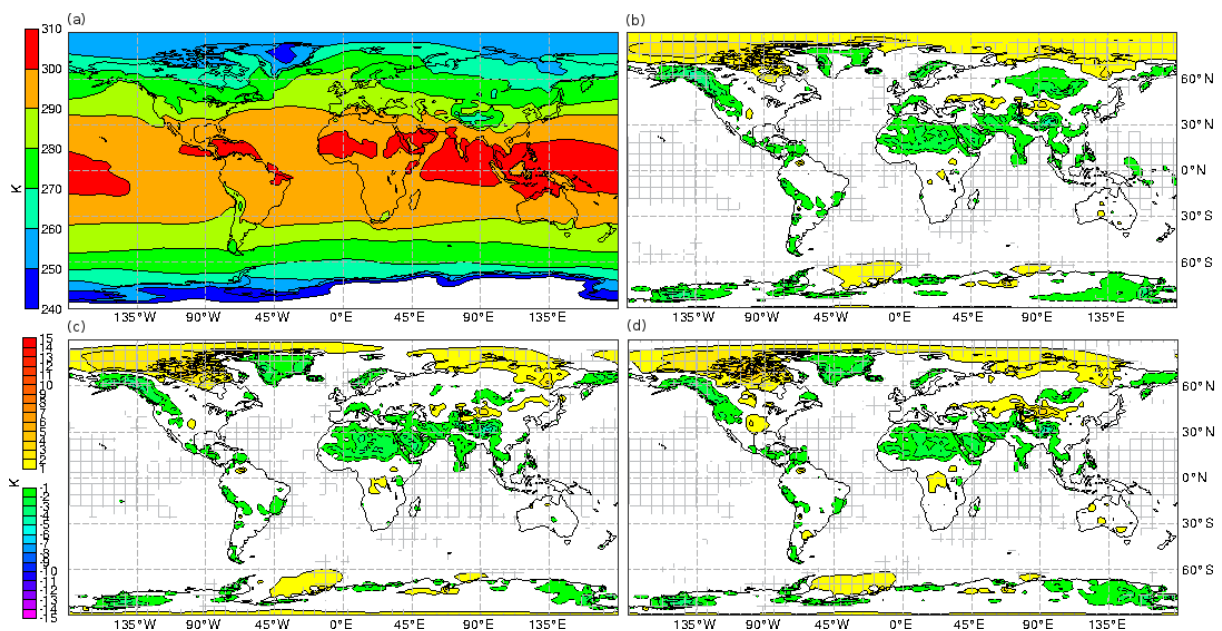 (a)
(b)
310
300
290
280
270
260
250
240
K
60°N
30°N
0°N
30°S
60°S
135°W 90°W 45°W 0°E 45°E 90°E 135°E
135°W 90°W 45°W 0°E 45°E 90°E 135°E
(c)
(d)
15
14
13
12
11
10
9
8
7
6
5
4
3
2
1
K
-1
-2
-3
-4
-5
-6
-7
-8
-9
-10
-11
-12
-13
-14
-15
60°N
30°N
0°N
30°S
60°S
135°W 90°W 45°W 0°E 45°E 90°E 135°E
135°W 90°W 45°W 0°E 45°E 90°E 135°E